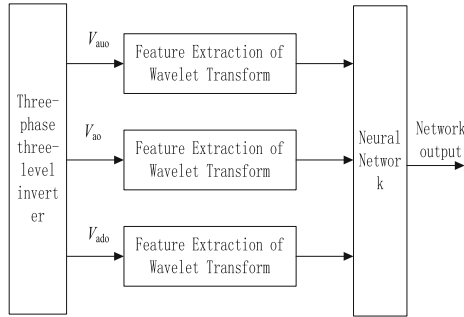 Three-
phase
three-
level
invert
er
V_auo
Feature Extraction of
Wavelet Transform
V_ao
Feature Extraction of
Wavelet Transform
V_ado
Feature Extraction of
Wavelet Transform
Neural
Networ
k
Network
output